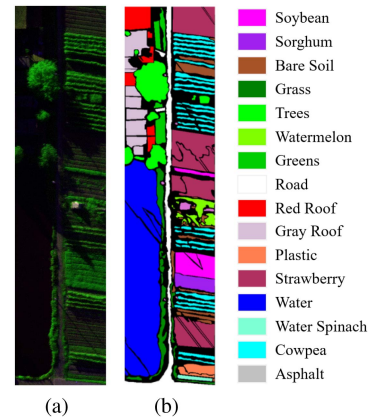 Soybean
Sorghum
Bare Soil
Grass
Trees
Watermelon
Greens
Road
Red Roof
Gray Roof
Plastic
Strawberry
Water
Water Spinach
Cowpea
Asphalt
(a)
(b)